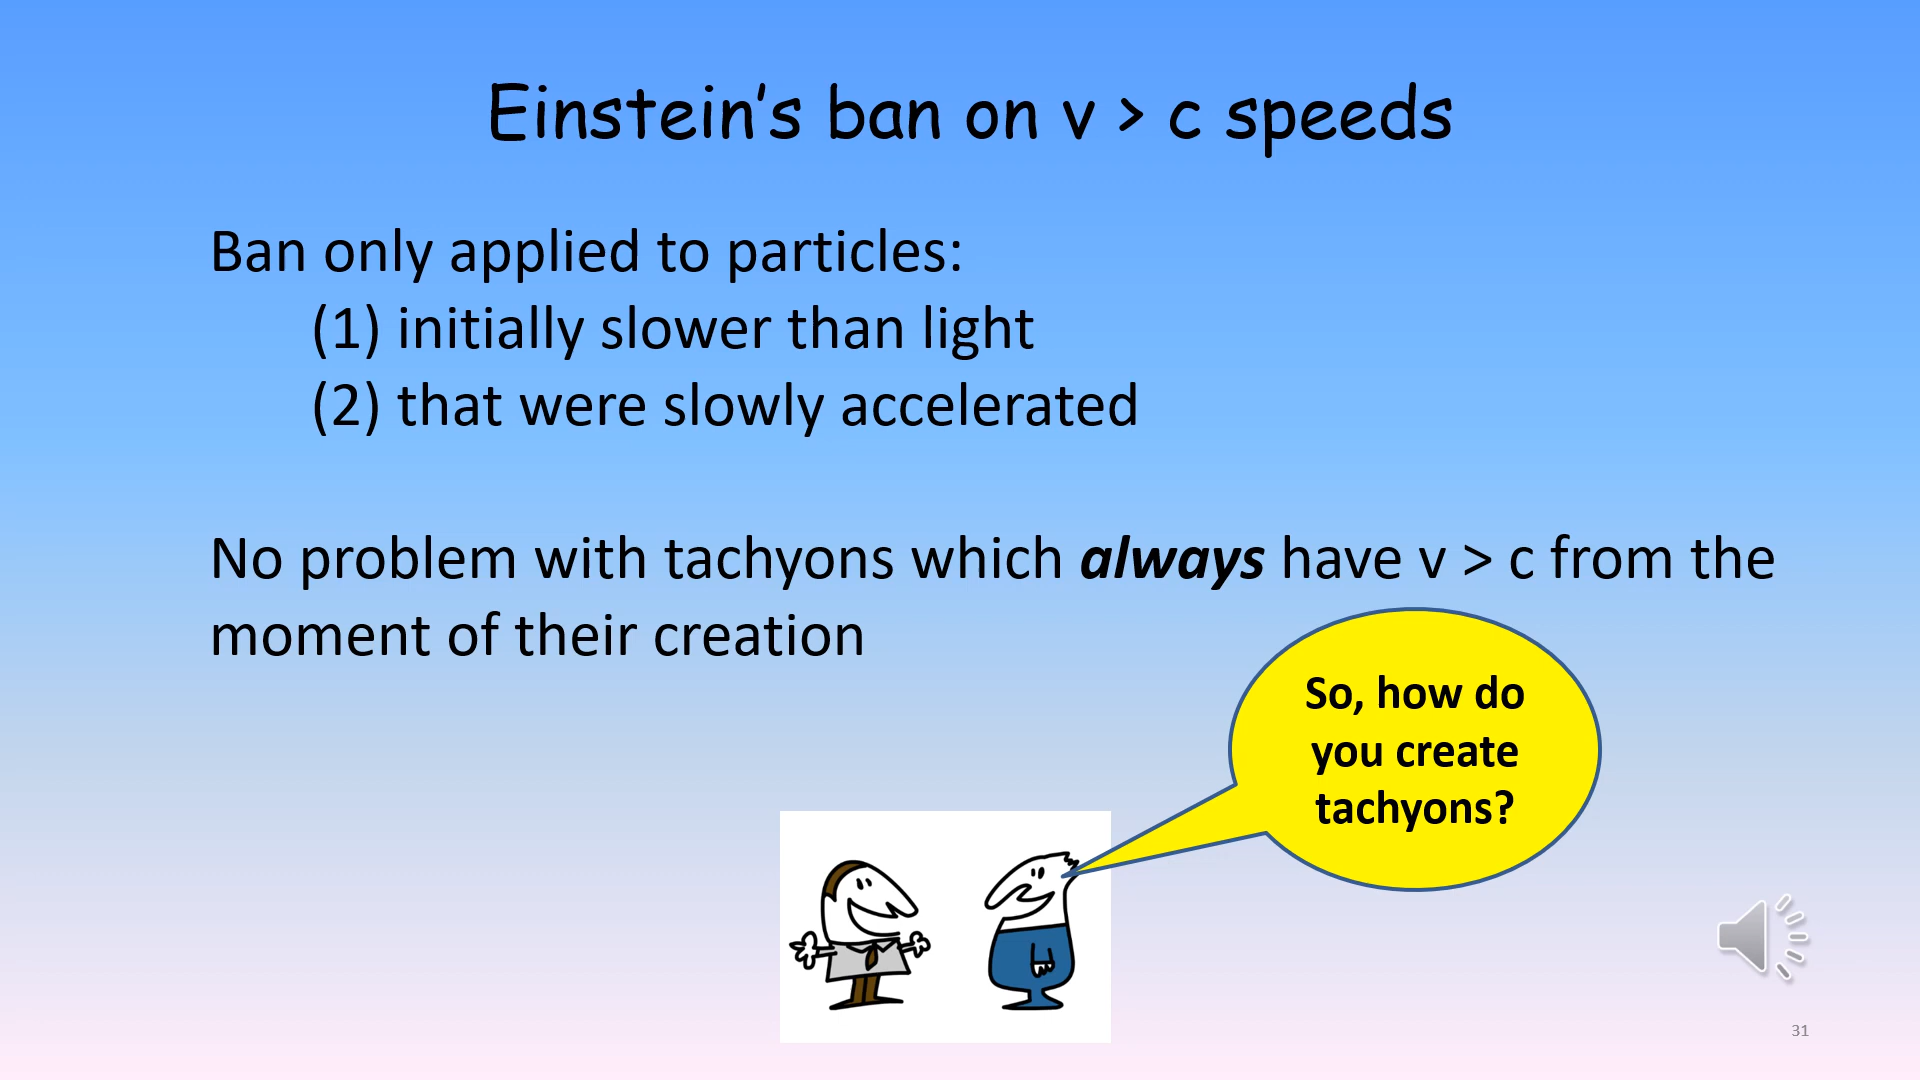 Einstein’s ban on v > c speeds
Ban only applied to particles:
(1) initially slower than light
(2) that were slowly accelerated
No problem with tachyons which always have v > c from the
moment of their creation
So, how do
you create
tachyons?
31